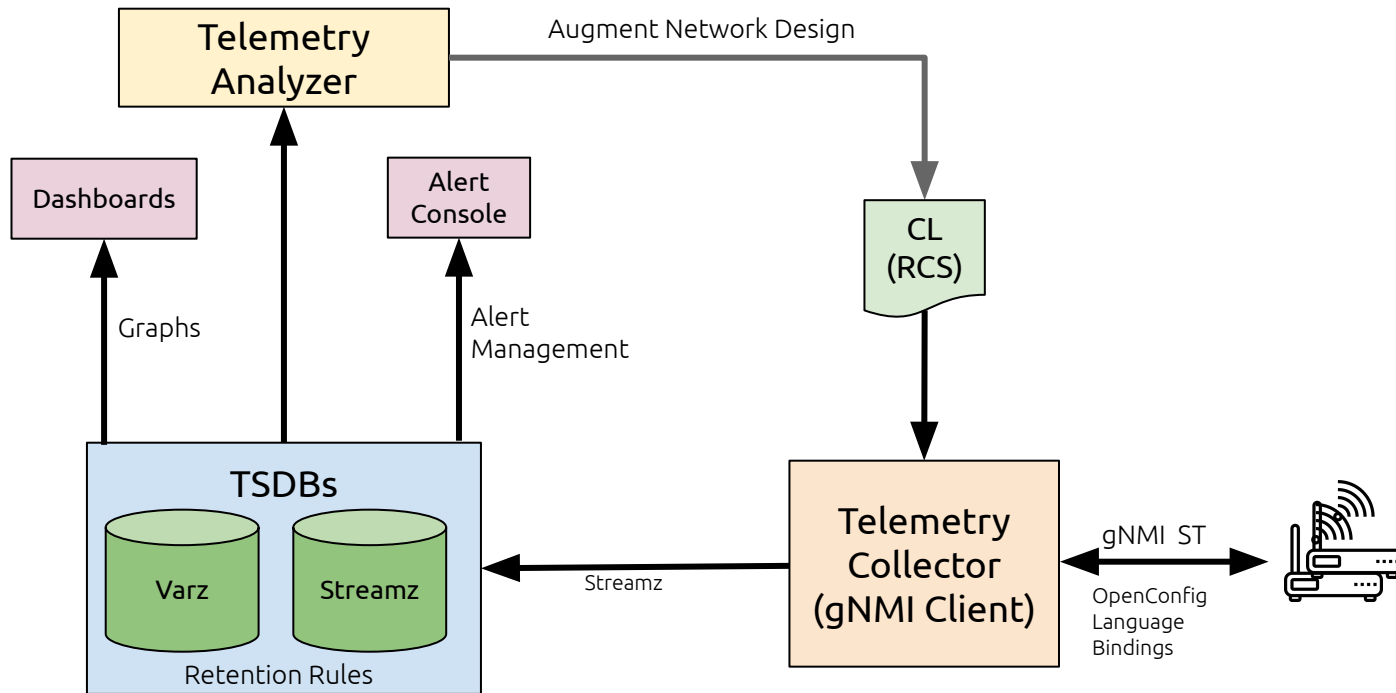 Augment Network Design
Telemetry
Analyzer
Dashboards
Alert
Console
CL
(RCS)
Graphs
Alert
Management
TSDBs
Varz
Streamz
Retention Rules
Streamz
Telemetry
Collector
(gNMI Client)
gNMI ST
OpenConfig
Language
Bindings